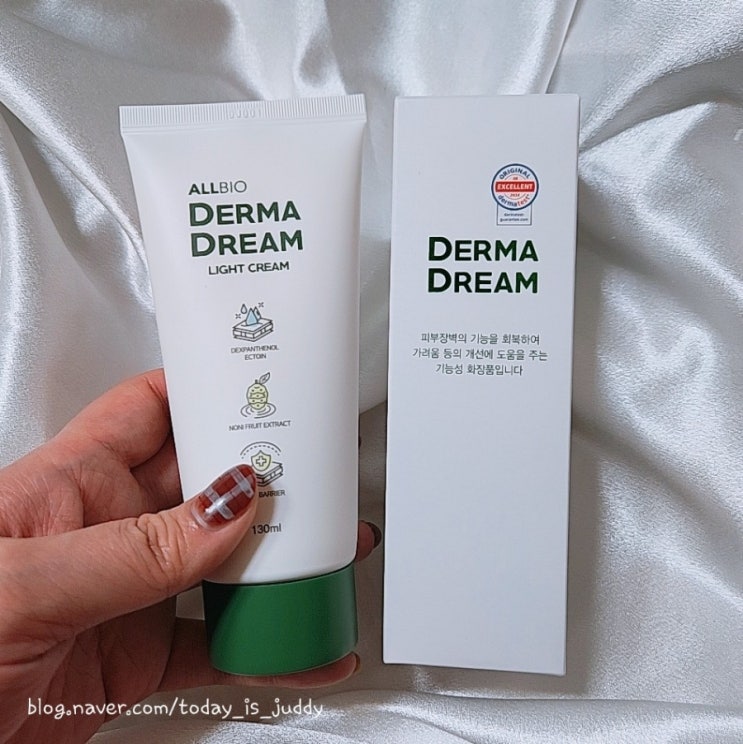 ALLBIO
DERMA
DREAM
LIGHT CREAM
DEXPANTHENOL
ECTOIN
NONI FRUIT EXTRACT
BARRIER
130ml
ORIGINAL
EXCELLENT
dermatest
DERMA
DREAM
피부장벽의 기능을 회복하여
가려움 등의 개선에 도움을 주는
기능성 화장품입니다
blog.naver.com/today_is_juddy